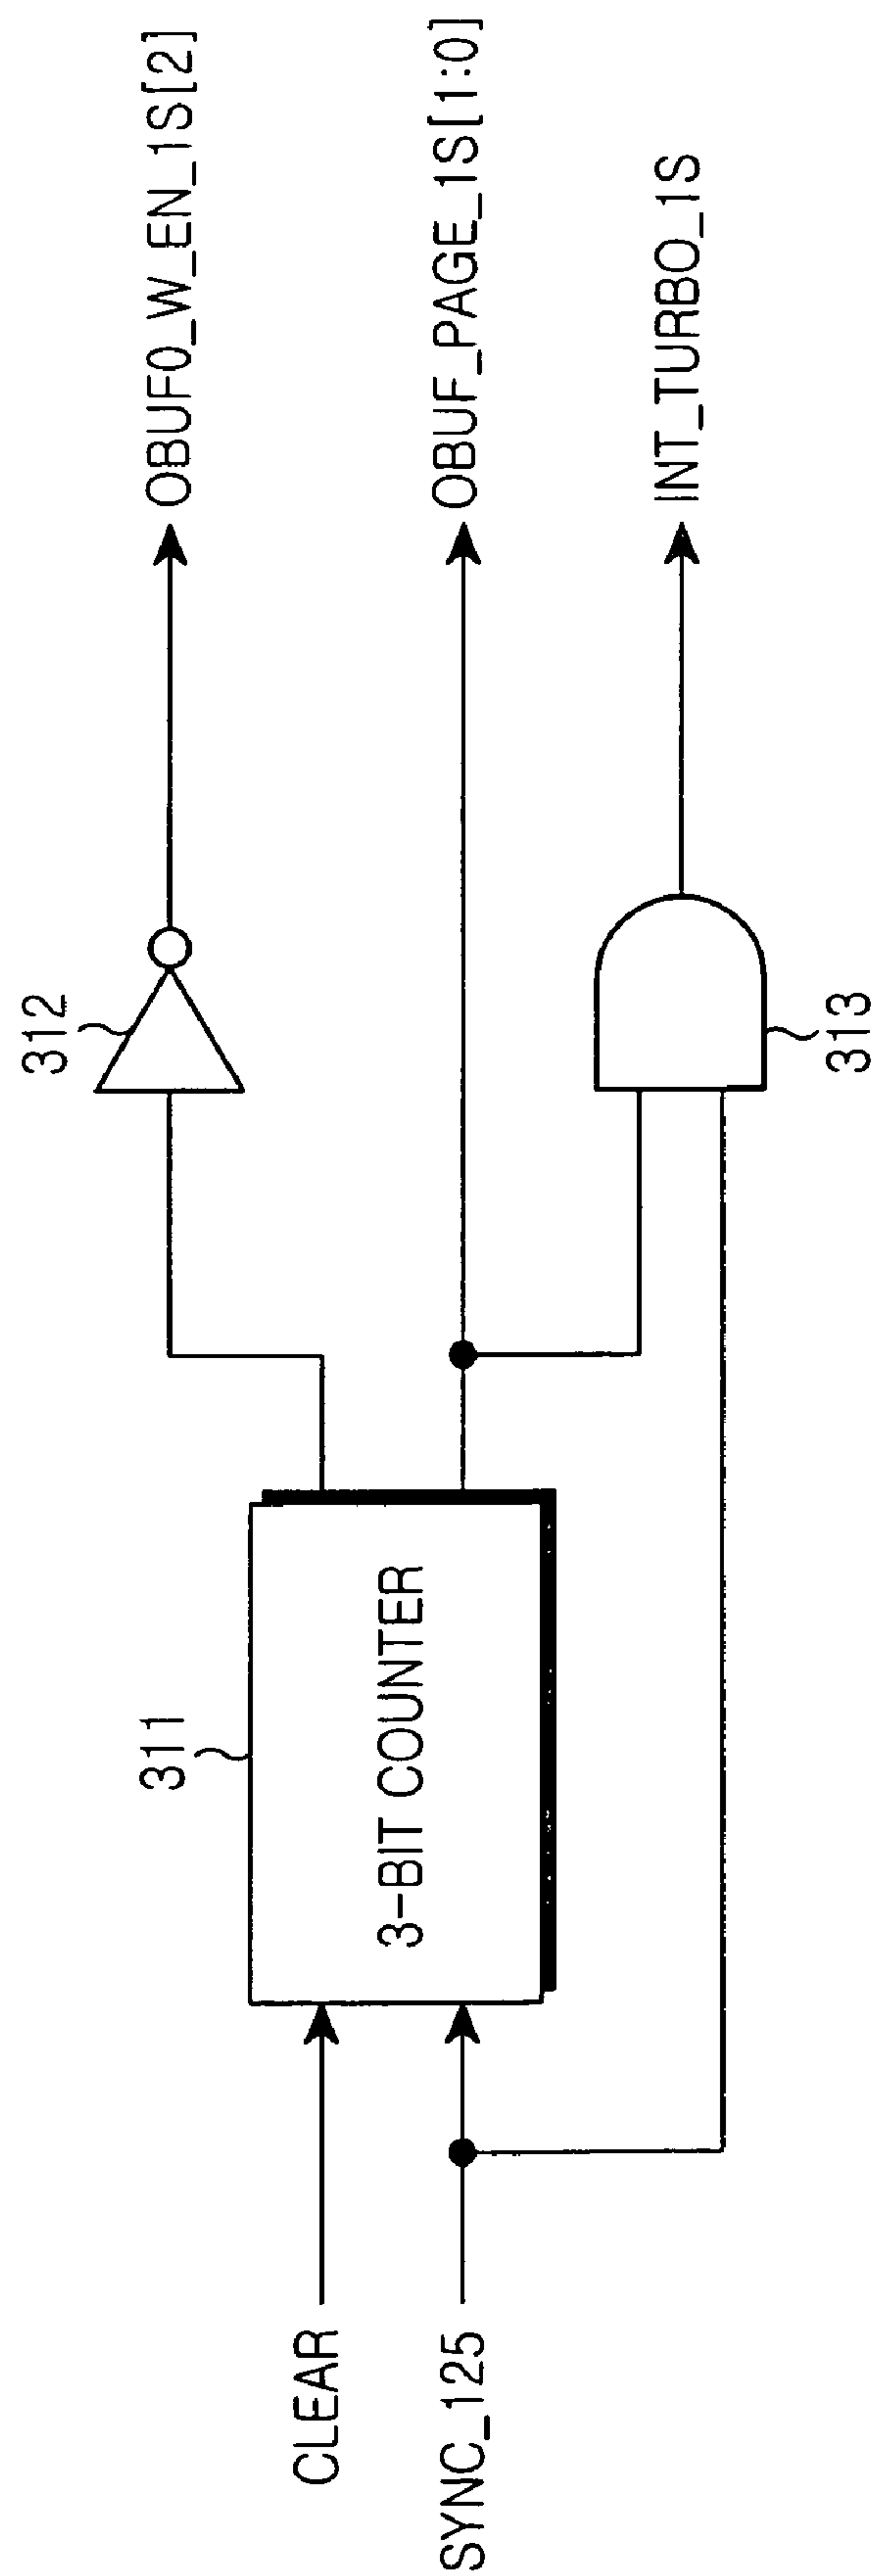 CLEAR
SYNC_125
311
3-BIT COUNTER
312
313
OBUF0_W_EN_1S[2]
OBUF_PAGE_1S[1:0]
INT_TURBO_1S